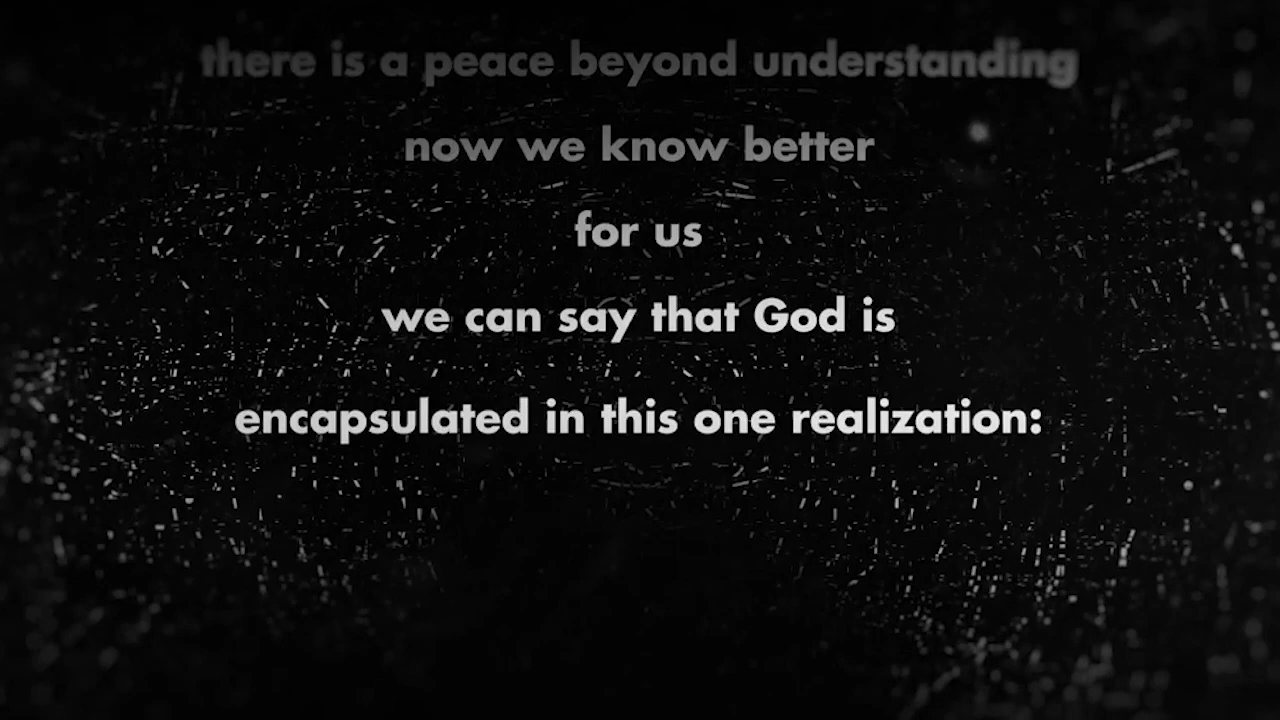 there is a peace beyond understanding
now we know better
for us
we can say that God is
encapsulated in this one realization: